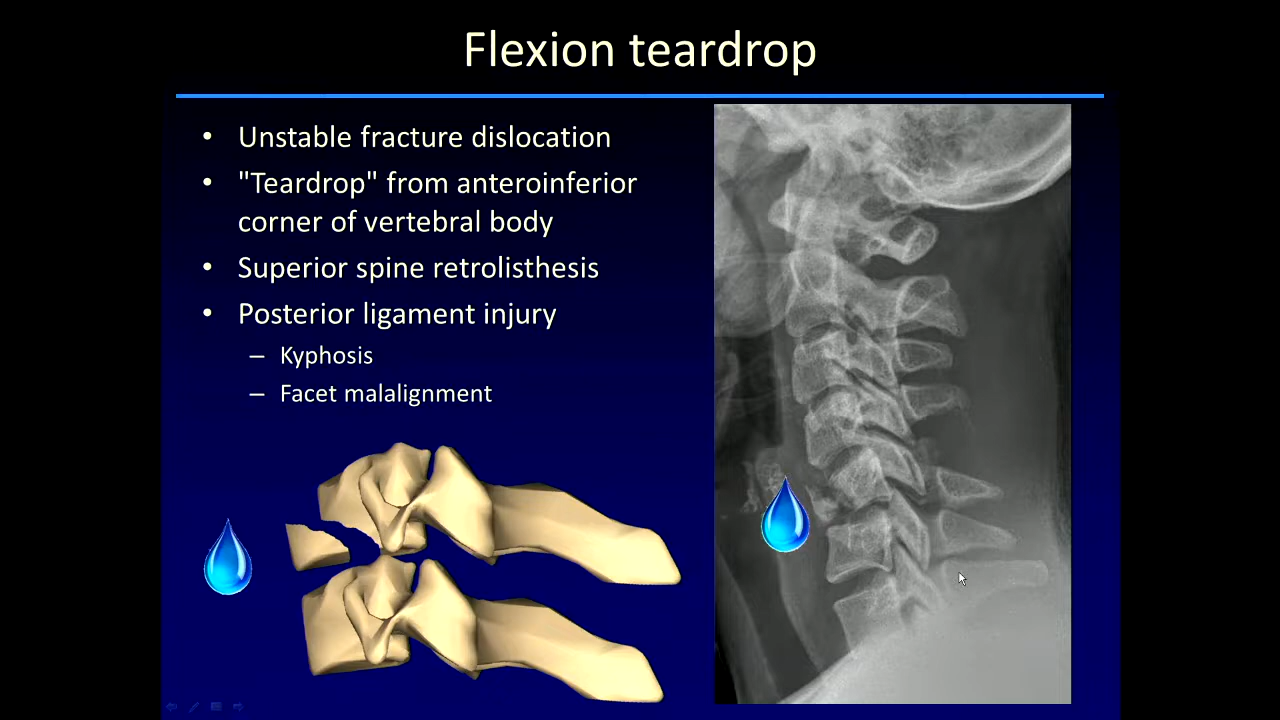 Flexion teardrop
• Unstable fracture dislocation
• "Teardrop" from anteroinferior
corner of vertebral body
• Superior spine retrolisthesis
• Posterior ligament injury
– Kyphosis
– Facet malalignment